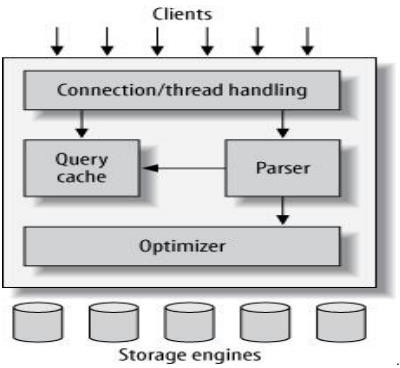 Clients
Connection/thread handling
Query
cache
Parser
Optimizer
Storage engines